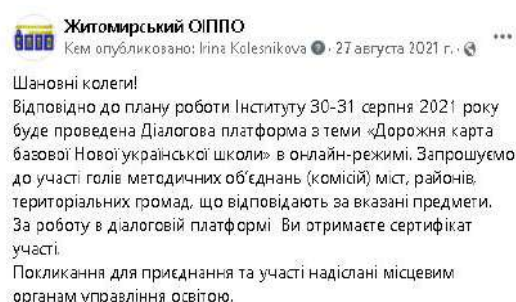 Житомирський ОІППО
Кем опубликовано: Irina Kolesnikova · 27 августа 2021 г. ·
Шановні колеги!
Відповідно до плану роботи Інституту 30-31 серпня 2021 року
буде проведена Діалогова платформа з теми «Дорожня карта
базової Нової української школи» в онлайн-режимі. Запрошуємо
до участі голів методичних об'єднань (комісій) міст, районів,
територіальних громад, що відповідають за вказані предмети.
За роботу в діалоговій платформі Ви отримаєте сертифікат
участі.
Покликання для приєднання та участі надіслані місцевим
органам управління освітою.